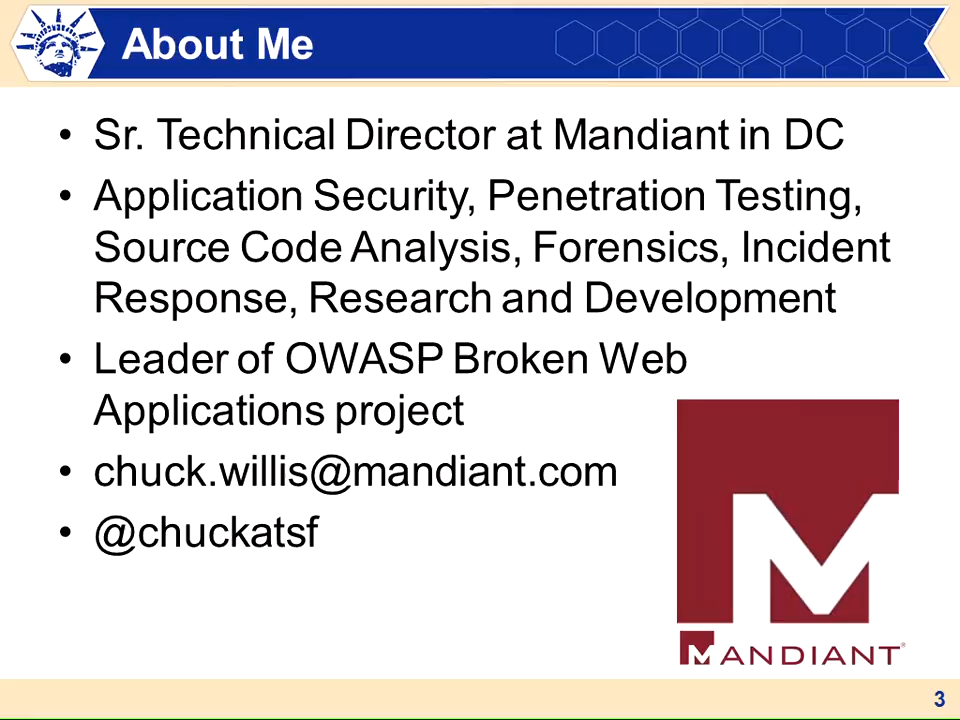 About Me
• Sr. Technical Director at Mandiant in DC
• Application Security, Penetration Testing,
Source Code Analysis, Forensics, Incident
Response, Research and Development
• Leader of OWASP Broken Web
Applications project
• chuck.willis@mandiant.com
• @chuckatsf
MANDIANT®
3